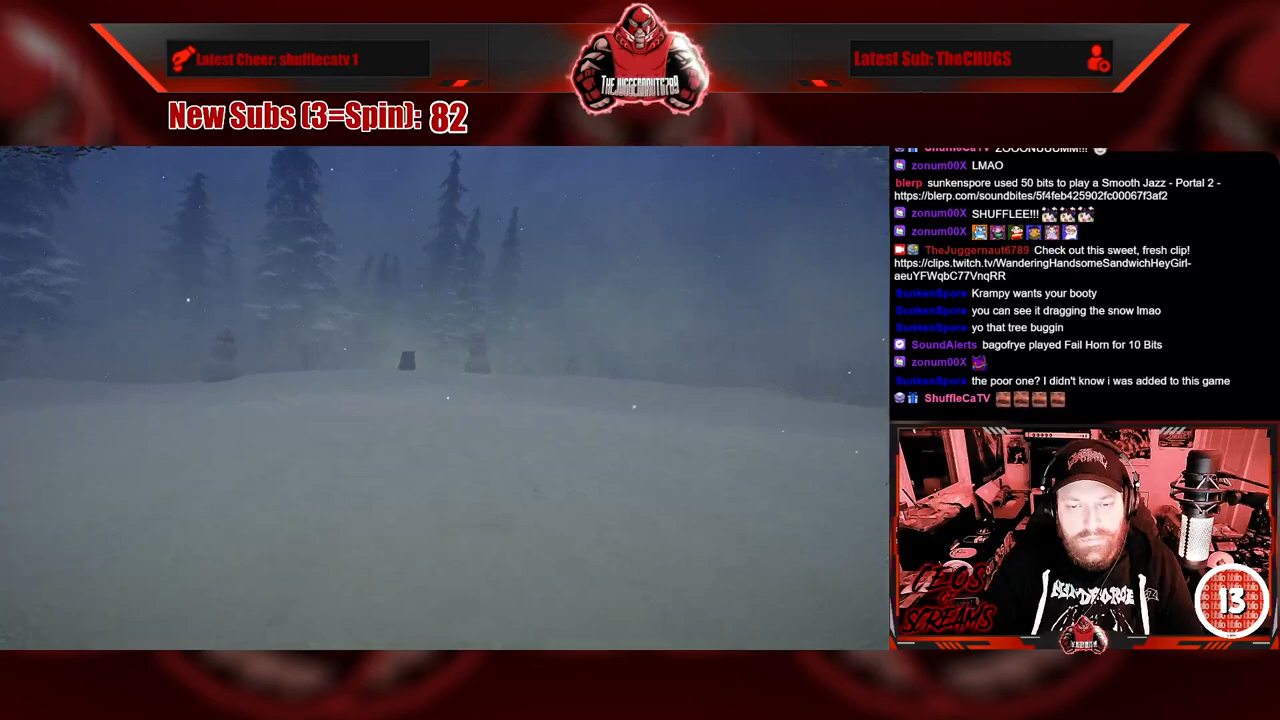 Latest Cheer: shufflecatv 1
THEJUGGERNAUT6789
Latest Sub: TheCHUGS
New Subs (3=Spin): 82
ShuffleCaTV ZOOONUUUMM!!!
zonum00X LMAO
blerp sunkenspore used 50 bits to play a Smooth Jazz - Portal 2 -
https://blerp.com/soundbites/5f4feb425902fc00067f3af2
zonum00X SHUFFLEE!!!
zonum00X
TheJuggernaut6789 Check out this sweet, fresh clip!
https://clips.twitch.tv/WanderingHandsomeSandwichHeyGirl-
aeuYFWqbC77VnqRR
SunkenSpore Krampy wants your booty
SunkenSpore you can see it dragging the snow lmao
SunkenSpore yo that tree buggin
SoundAlerts bagofrye played Fail Horn for 10 Bits
zonum00X
SunkenSpore the poor one? I didn't know i was added to this game
ShuffleCaTV
SCREAMS
13